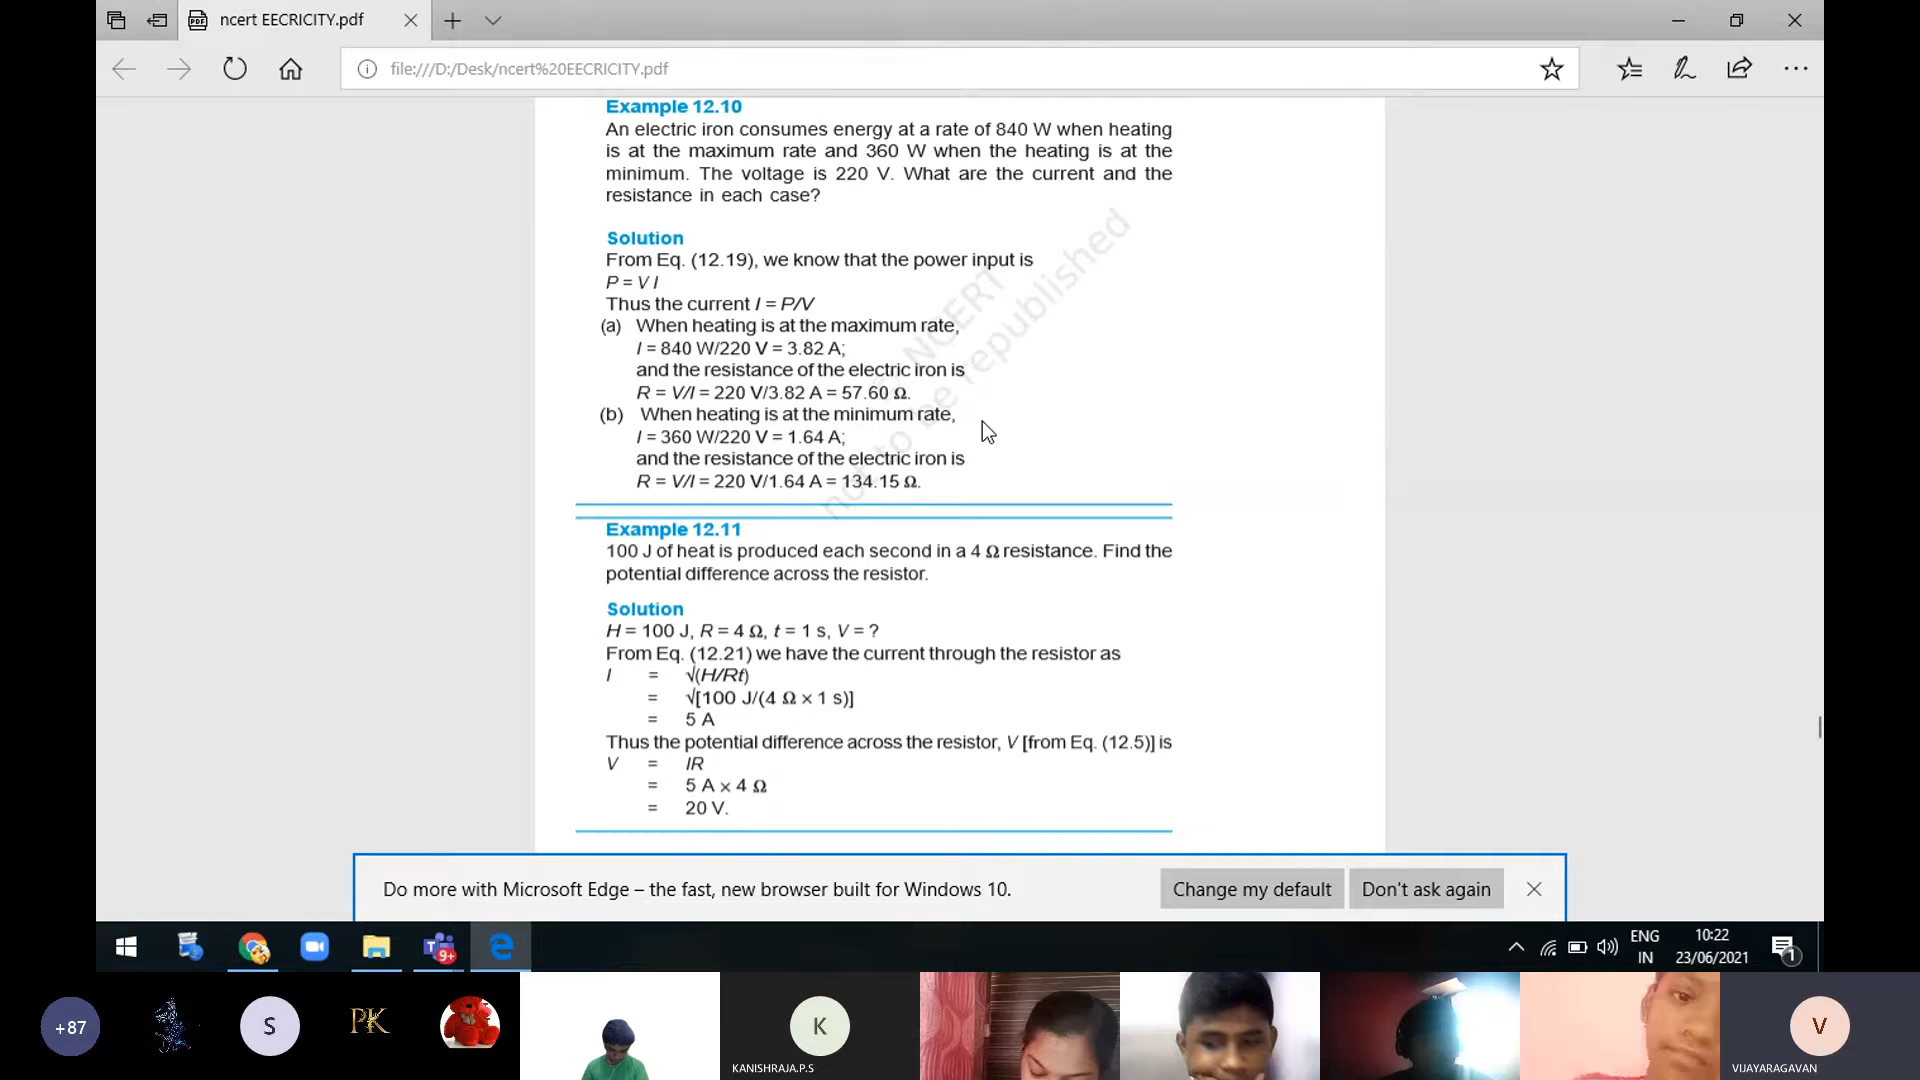 ncert EECRICITY.pdf
file:///D:/Desk/ncert%20EECRICITY.pdf
Example 12.10
An electric iron consumes energy at a rate of 840 W when heating
is at the maximum rate and 360 W when the heating is at the
minimum. The voltage is 220 V. What are the current and the
resistance in each case?
Solution
From Eq. (12.19), we know that the power input is
P = V I
Thus the current I = P/V
(a) When heating is at the maximum rate,
I = 840 W/220 V = 3.82 A;
and the resistance of the electric iron is
R = V/I = 220 V/3.82 A = 57.60 Ω.
(b) When heating is at the minimum rate,
I = 360 W/220 V = 1.64 A;
and the resistance of the electric iron is
R = V/I = 220 V/1.64 A = 134.15 Ω.
© NCERT
not to be republished
Example 12.11
100 J of heat is produced each second in a 4 Ω resistance. Find the
potential difference across the resistor.
Solution
H = 100 J, R = 4 Ω, t = 1 s, V = ?
From Eq. (12.21) we have the current through the resistor as
I = √(H/Rt)
= √[100 J/(4 Ω × 1 s)]
= 5 A
Thus the potential difference across the resistor, V [from Eq. (12.5)] is
V = IR
= 5 A × 4 Ω
= 20 V.
Do more with Microsoft Edge – the fast, new browser built for Windows 10.
Change my default
Don't ask again
9+
ENG
IN
10:22
23/06/2021
1
+87
S
PK
K
KANISHRAJA.P.S
V
VIJAYARAGAVAN